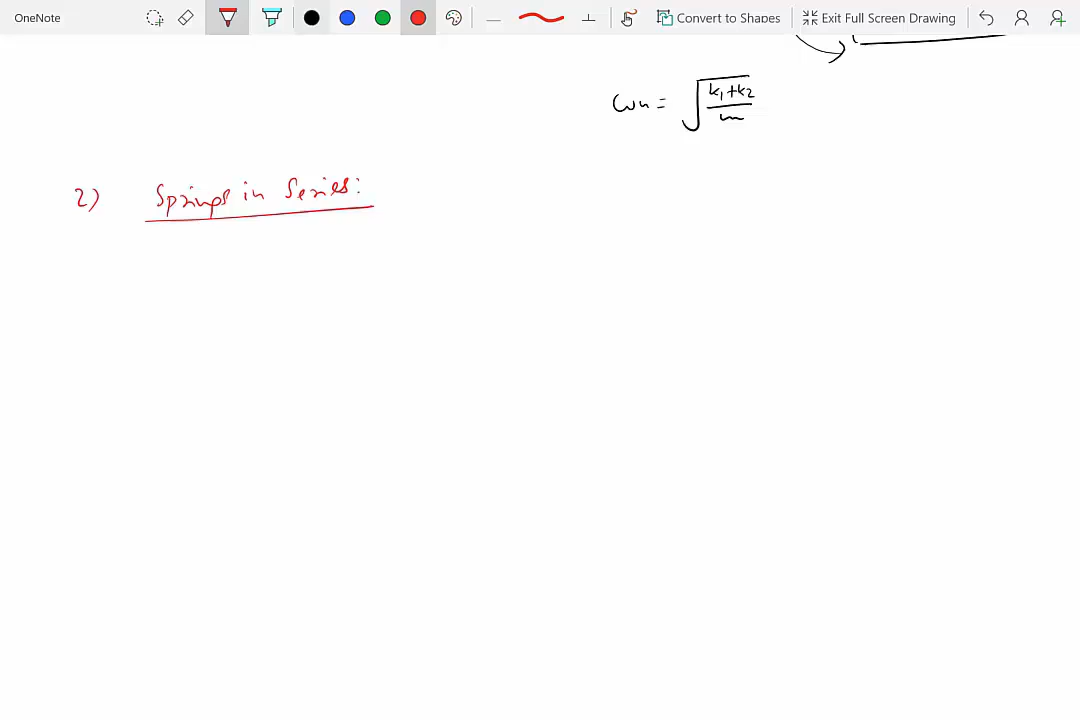 OneNote
Convert to Shapes
Exit Full Screen Drawing
ωn = √((k1+k2)/m)
2) Springs in Series: